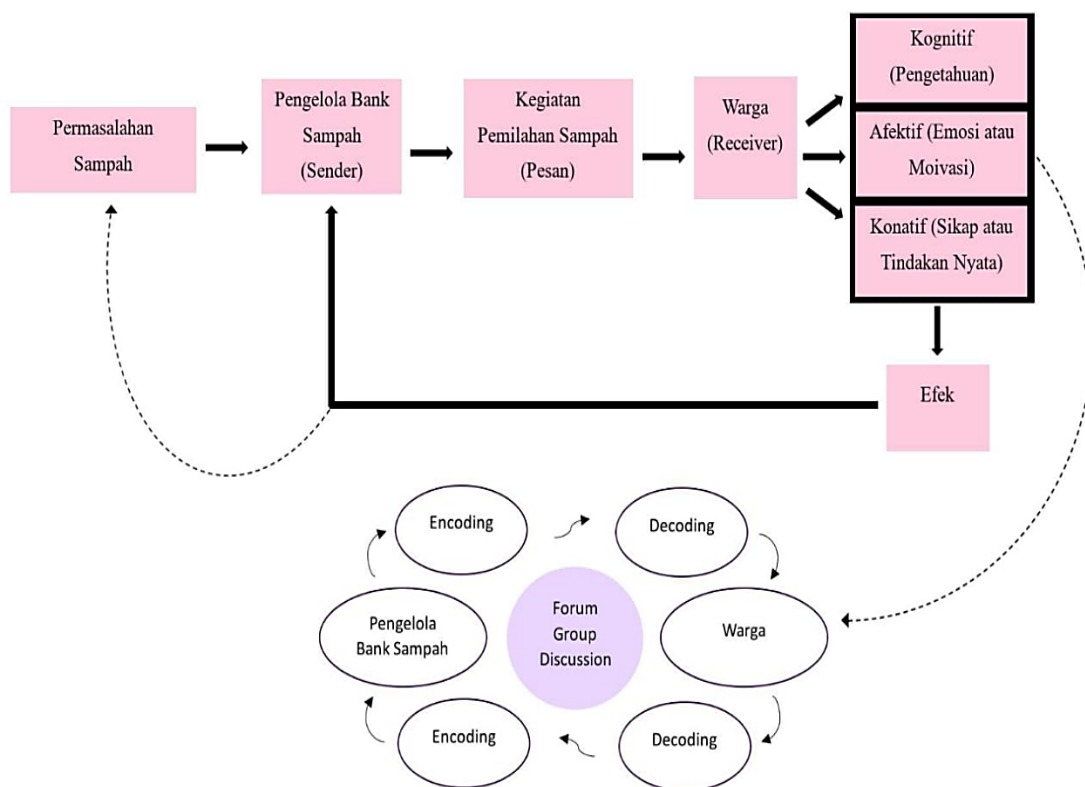 Permasalahan
Sampah
Pengelola Bank
Sampah
(Sender)
Kegiatan
Pemilahan Sampah
(Pesan)
Warga
(Receiver)
Kognitif
(Pengetahuan)
Afektif (Emosi atau
Moivasi)
Konatif (Sikap atau
Tindakan Nyata)
Efek
Encoding
Decoding
Pengelola
Bank Sampah
Forum
Group
Discussion
Warga
Encoding
Decoding